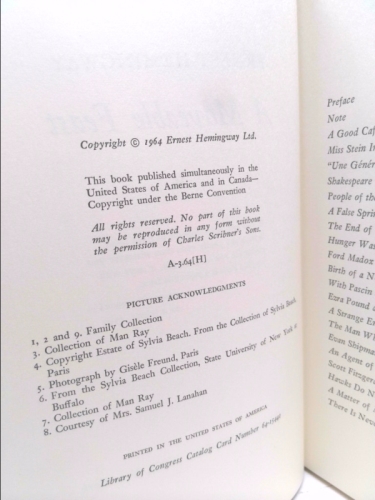 Copyright © 1964 Ernest Hemingway Ltd.
This book published simultaneously in the
United States of America and in Canada—
Copyright under the Berne Convention
All rights reserved. No part of this book
may be reproduced in any form without
the permission of Charles Scribner's Sons.
A-3.64[H]
PICTURE ACKNOWLEDGMENTS
1, 2 and 9. Family Collection
3. Collection of Man Ray
4. Copyright Estate of Sylvia Beach. From the Collection of Sylvia Beach,
Paris
5. Photograph by Gisèle Freund, Paris
6. From the Sylvia Beach Collection, State University of New York at
Buffalo
7. Collection of Man Ray
8. Courtesy of Mrs. Samuel J. Lanahan
PRINTED IN THE UNITED STATES OF AMERICA
Library of Congress Catalog Card Number
Preface
Note
A Good Caf
Miss Stein In
"Une Génér
Shakespeare
People of th
A False Sprin
The End of
Hunger Was
Ford Madox
Birth of a N
With Pascin
Ezra Pound a
A Strange E
The Man W
Evan Shipma
An Agent of
Scott Fitzgera
Hawks Do N
A Matter of
There Is Neve